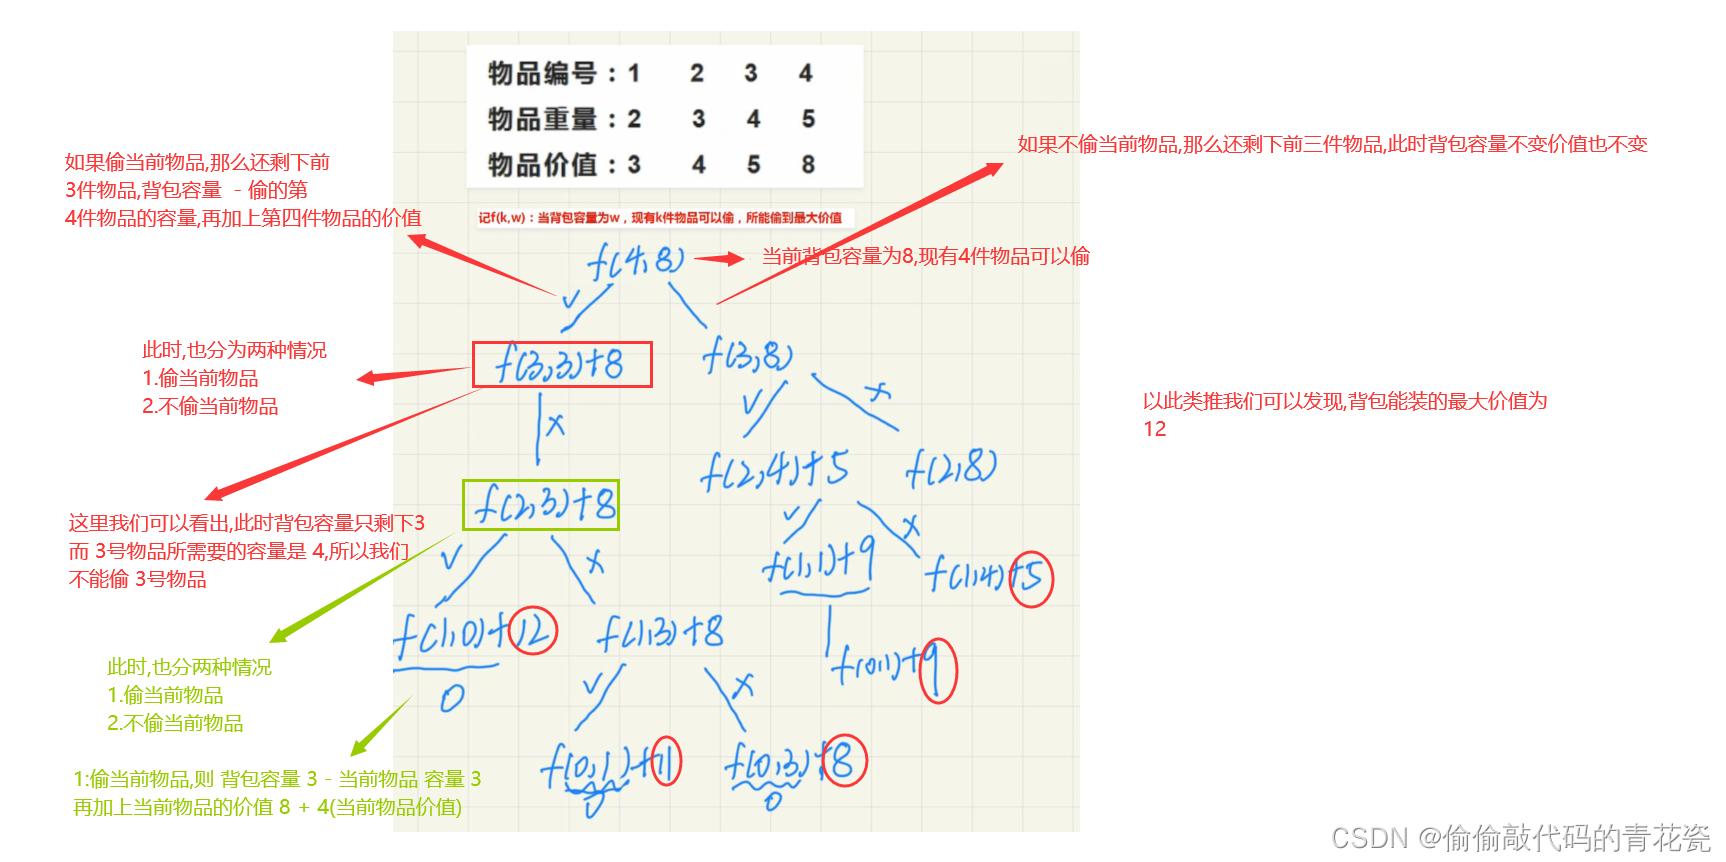 物品编号：1 2 3 4
物品重量：2 3 4 5
物品价值：3 4 5 8
记f(k,w)：当背包容量为w，现有k件物品可以偷，所能偷到最大价值
如果偷当前物品,那么还剩下前
3件物品,背包容量 - 偷的第
4件物品的容量,再加上第四件物品的价值
如果不偷当前物品,那么还剩下前三件物品,此时背包容量不变价值也不变
f(4,8)
当前背包容量为8,现有4件物品可以偷
此时,也分为两种情况
1.偷当前物品
2.不偷当前物品
f(3,3)+8
f(3,8)
以此类推我们可以发现,背包能装的最大价值为
12
f(2,3)+8
f(2,4)+5
f(2,8)
这里我们可以看出,此时背包容量只剩下3
而 3号物品所需要的容量是 4,所以我们
不能偷 3号物品
f(1,1)+9
f(1,4)+5
f(1,0)+12
0
f(1,3)+8
f(0,1)+9
此时,也分两种情况
1.偷当前物品
2.不偷当前物品
f(0,1)+11
0
f(0,3)+8
0
1:偷当前物品,则 背包容量 3 - 当前物品 容量 3
再加上当前物品的价值 8 + 4(当前物品价值)
CSDN @偷偷敲代码的青花瓷